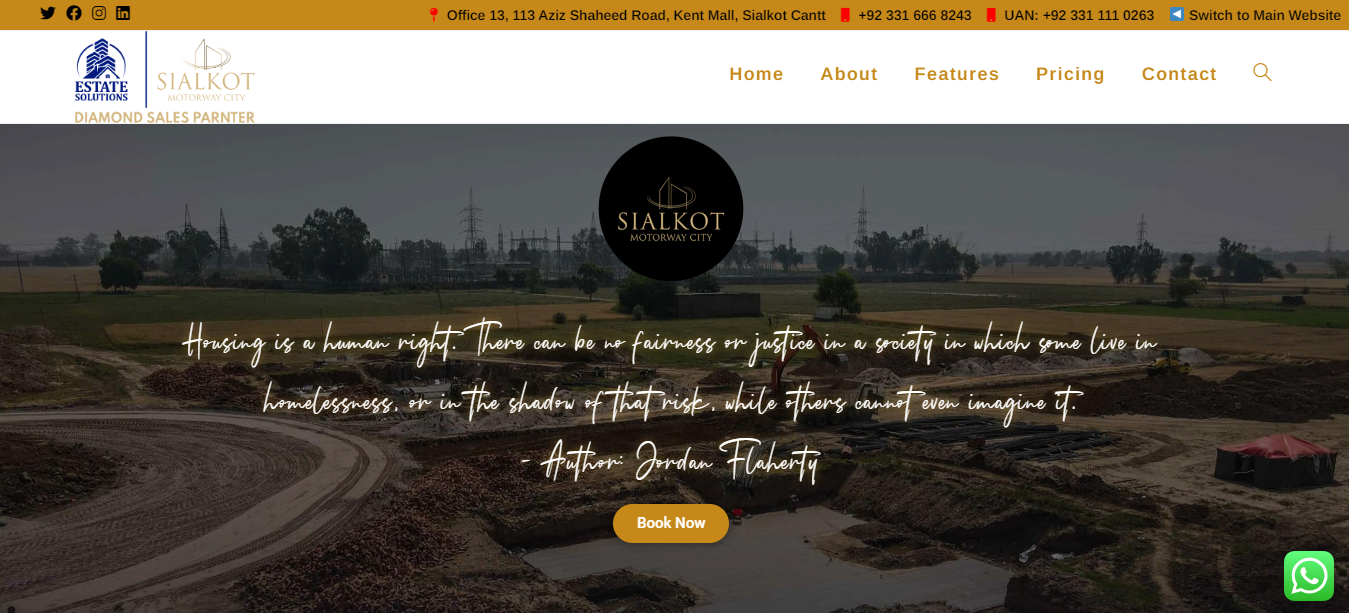 Office 13, 113 Aziz Shaheed Road, Kent Mall, Sialkot Cantt +92 331 666 8243 UAN: +92 331 111 0263 Switch to Main Website
ESTATE
SOLUTIONS
SIALKOT
MOTORWAY CITY
DIAMOND SALES PARNTER
Home About Features Pricing Contact
SIALKOT
MOTORWAY CITY
Housing is a human right. There can be no fairness or justice in a society in which some live in
homelessness, or in the shadow of that risk, while others cannot even imagine it.
- Author: Jordan Flaherty
Book Now